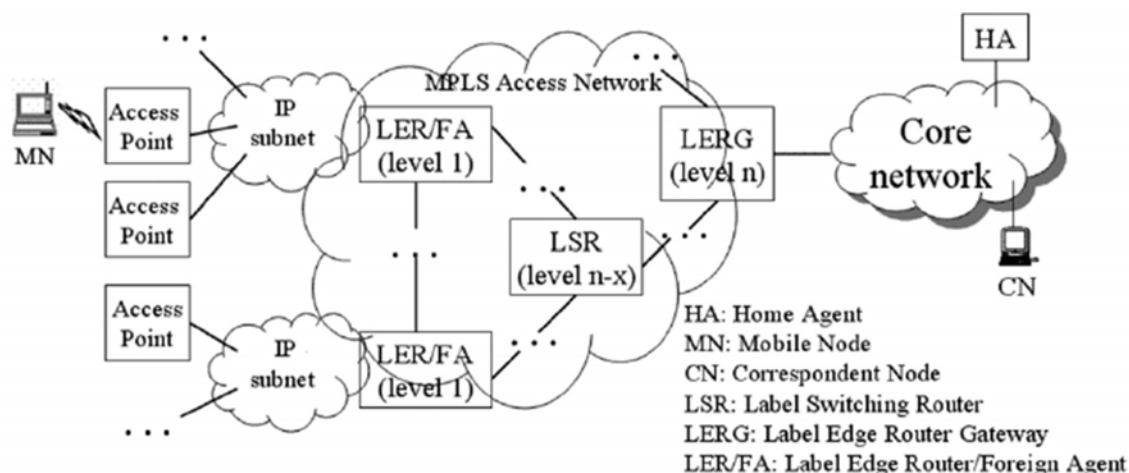 HA
MPLS Access Network
Access
Point
IP
subnet
LER/FA
(level 1)
LERG
(level n)
Core
network
MN
Access
Point
LSR
(level n-x)
CN
Access
Point
IP
subnet
LER/FA
(level 1)
HA: Home Agent
MN: Mobile Node
CN: Correspondent Node
LSR: Label Switching Router
LERG: Label Edge Router Gateway
LER/FA: Label Edge Router/Foreign Agent